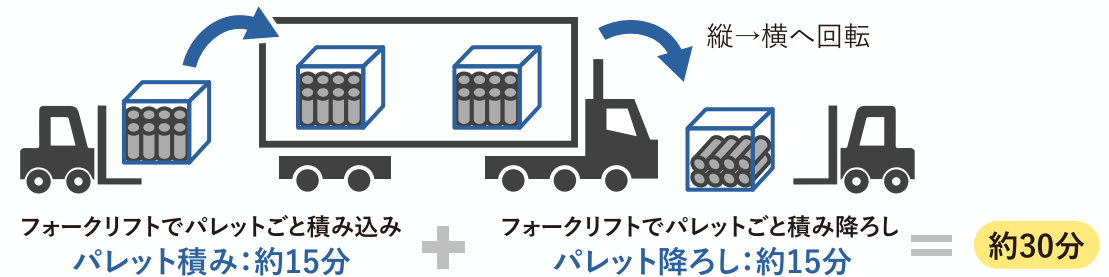 縦→横へ回転
フォークリフトでパレットごと積み込み
パレット積み：約15分
+
フォークリフトでパレットごと積み降ろし
パレット降ろし：約15分
=
約30分